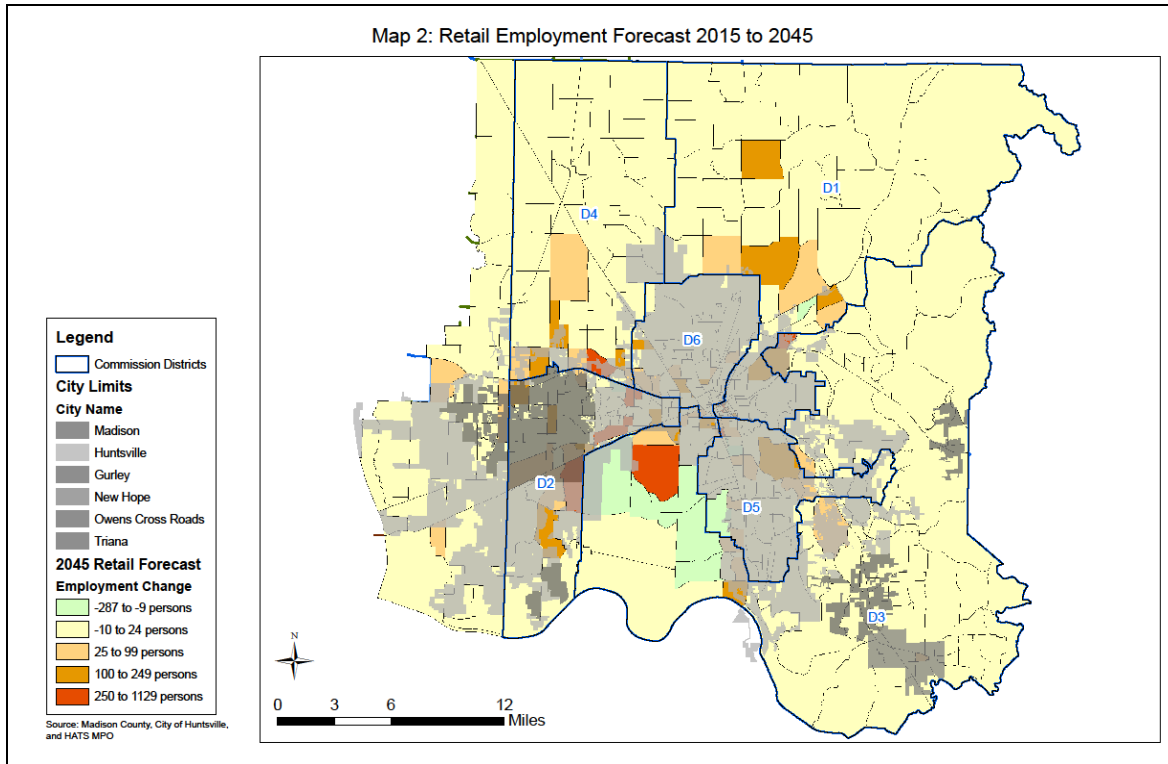 Map 2: Retail Employment Forecast 2015 to 2045
D1
D4
D6
D2
D5
D3
Legend
Commission Districts
City Limits
City Name
Madison
Huntsville
Gurley
New Hope
Owens Cross Roads
Triana
2045 Retail Forecast
Employment Change
-287 to -9 persons
-10 to 24 persons
25 to 99 persons
100 to 249 persons
250 to 1129 persons
Source: Madison County, City of Huntsville,
and HATS MPO
N
0 3 6 12
Miles